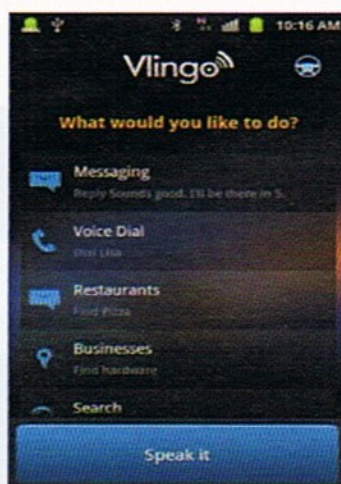 10:16 AM
Vlingo
What would you like to do?
Messaging
Reply Sounds good. I'll be there in 5.
Voice Dial
Dial Lisa
Restaurants
Find Pizza
Businesses
Find hardware
Search
Speak it